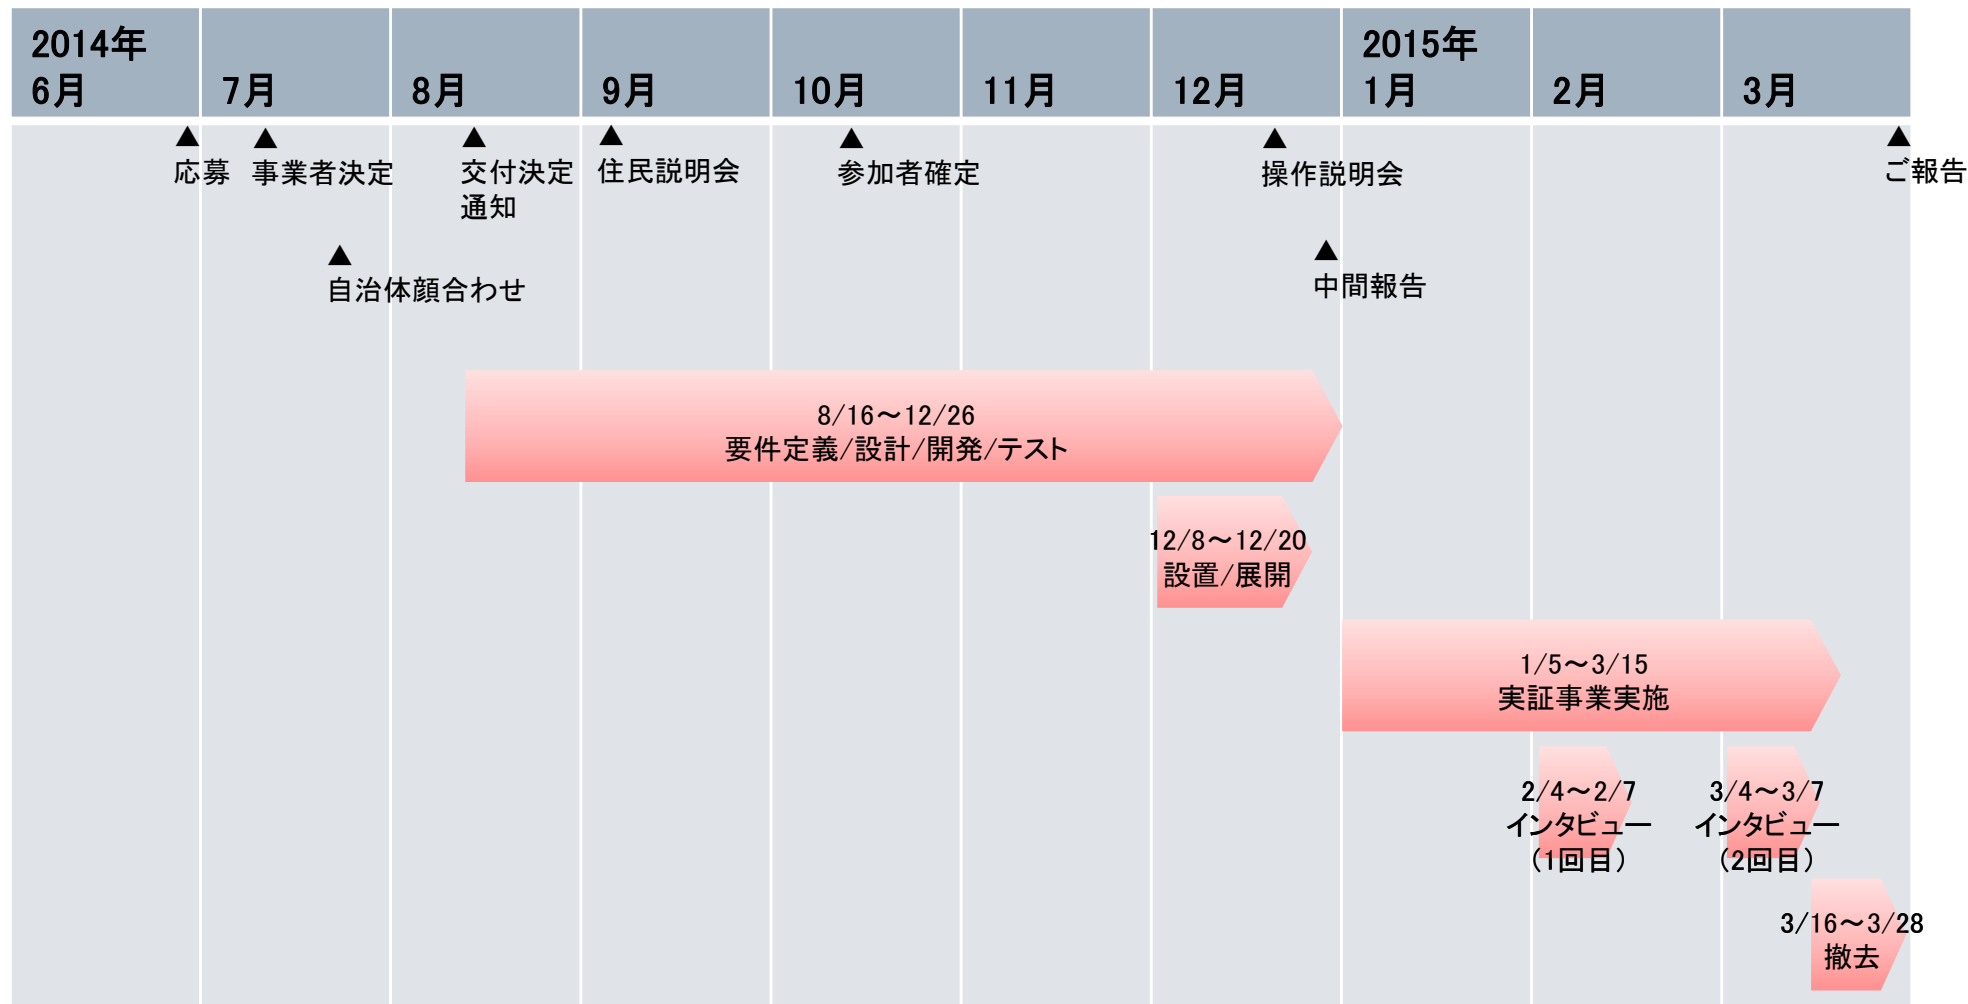 2014年
6月
7月
8月
9月
10月
11月
12月
2015年
1月
2月
3月
▲
応募
▲
事業者決定
▲
交付決定
通知
▲
住民説明会
▲
参加者確定
▲
操作説明会
▲
ご報告
▲
自治体顔合わせ
▲
中間報告
8/16～12/26
要件定義/設計/開発/テスト
12/8～12/20
設置/展開
1/5～3/15
実証事業実施
2/4～2/7
インタビュー
（1回目）
3/4～3/7
インタビュー
（2回目）
3/16～3/28
撤去